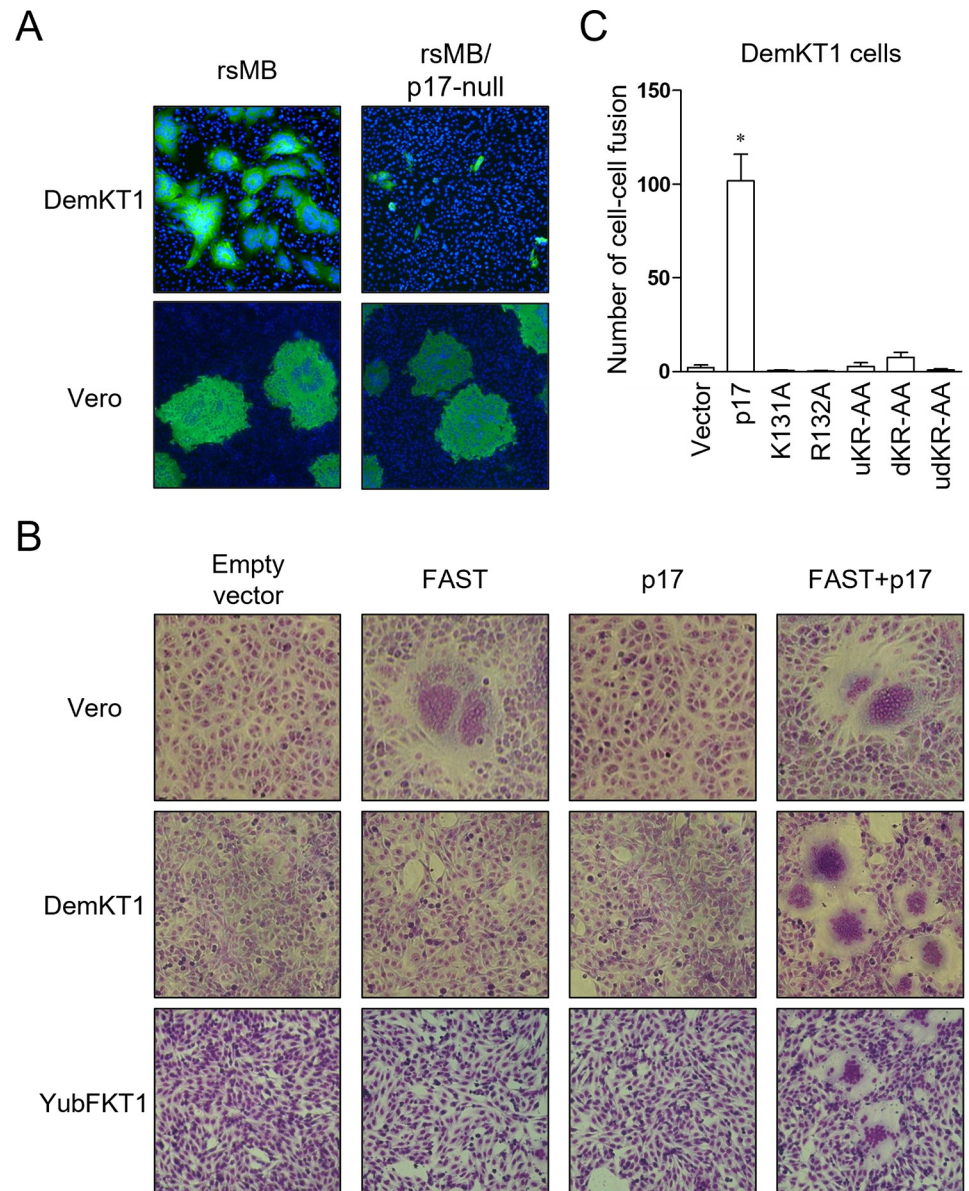 A
rsMB
rsMB/
p17-null
DemKT1
Vero
C
DemKT1 cells
Number of cell-cell fusion
150
100
50
0
*
Vector
p17
K131A
R132A
uKR-AA
dKR-AA
udKR-AA
B
Empty
vector
FAST
p17
FAST+p17
Vero
DemKT1
YubFKT1